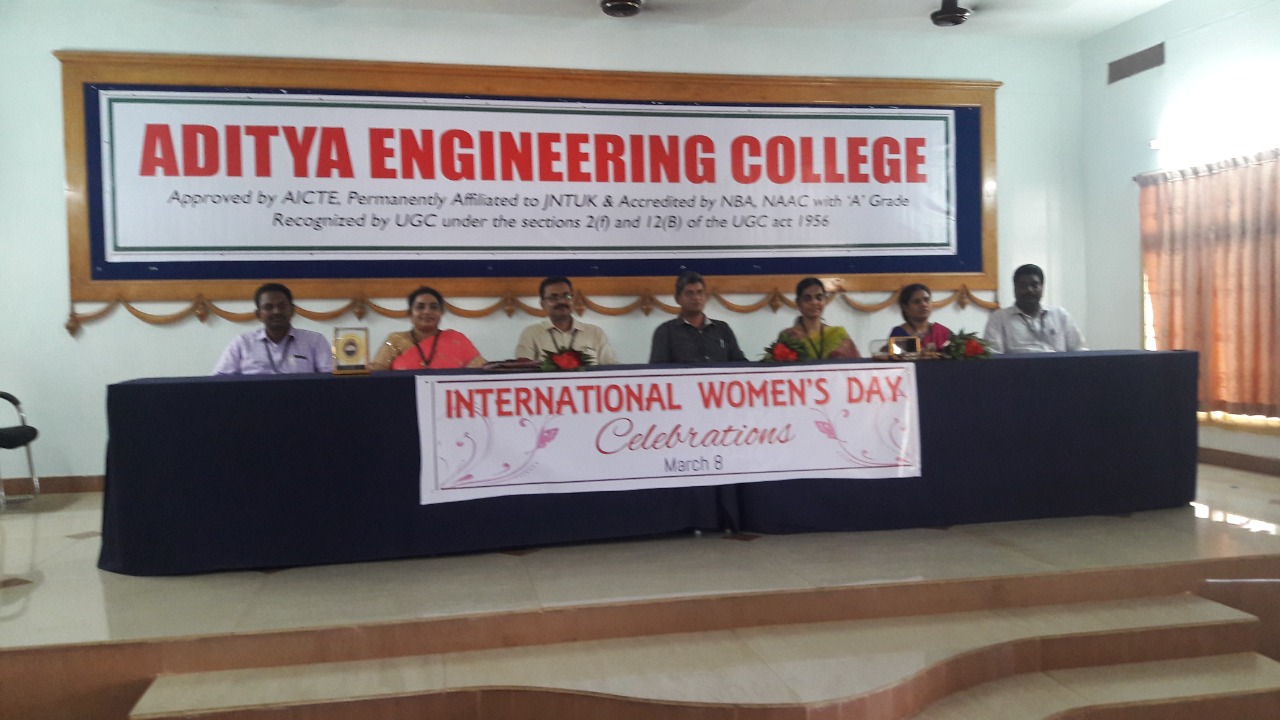 ADITYA ENGINEERING COLLEGE
Approved by AICTE, Permanently Affiliated to JNTUK & Accredited by NBA, NAAC with 'A' Grade
Recognized by UGC under the sections 2(f) and 12(B) of the UGC act 1956
INTERNATIONAL WOMEN'S DAY
Celebrations
March 8